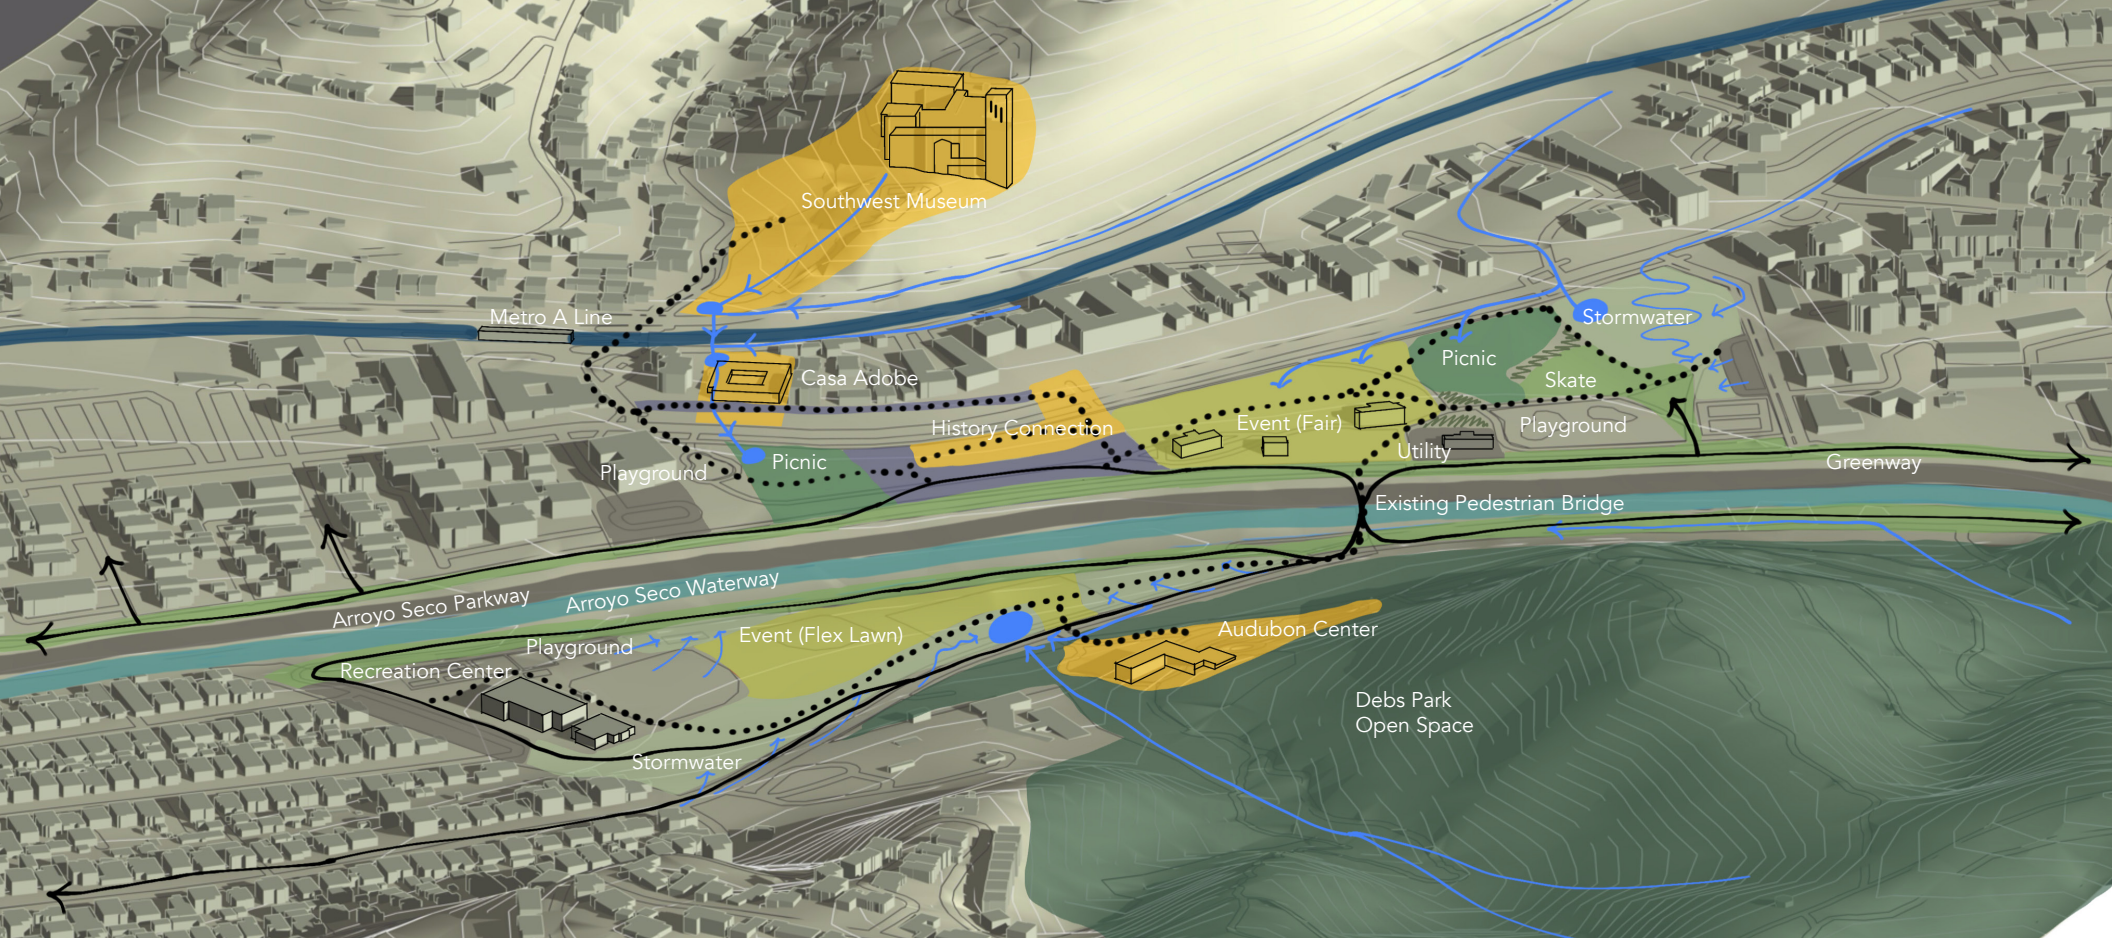 Southwest Museum
Metro A Line
Stormwater
Picnic
Casa Adobe
Skate
History Connection
Event (Fair)
Playground
Utility
Playground
Picnic
Greenway
Existing Pedestrian Bridge
Arroyo Seco Parkway
Arroyo Seco Waterway
Playground
Event (Flex Lawn)
Audubon Center
Recreation Center
Debs Park
Open Space
Stormwater